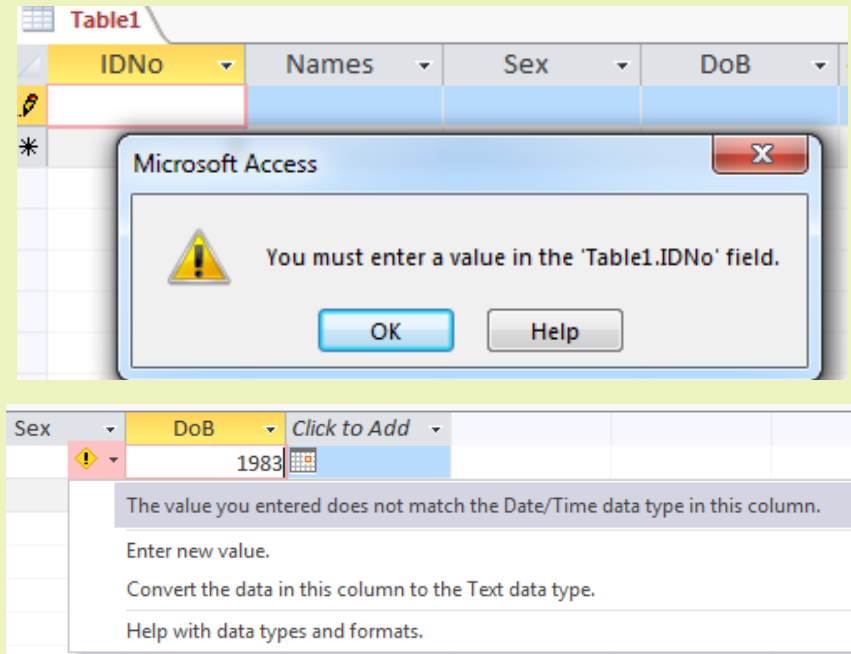 Table1
IDNo Names Sex DoB
Microsoft Access
You must enter a value in the 'Table1.IDNo' field.
OK Help
Sex DoB Click to Add
1983
The value you entered does not match the Date/Time data type in this column.
Enter new value.
Convert the data in this column to the Text data type.
Help with data types and formats.